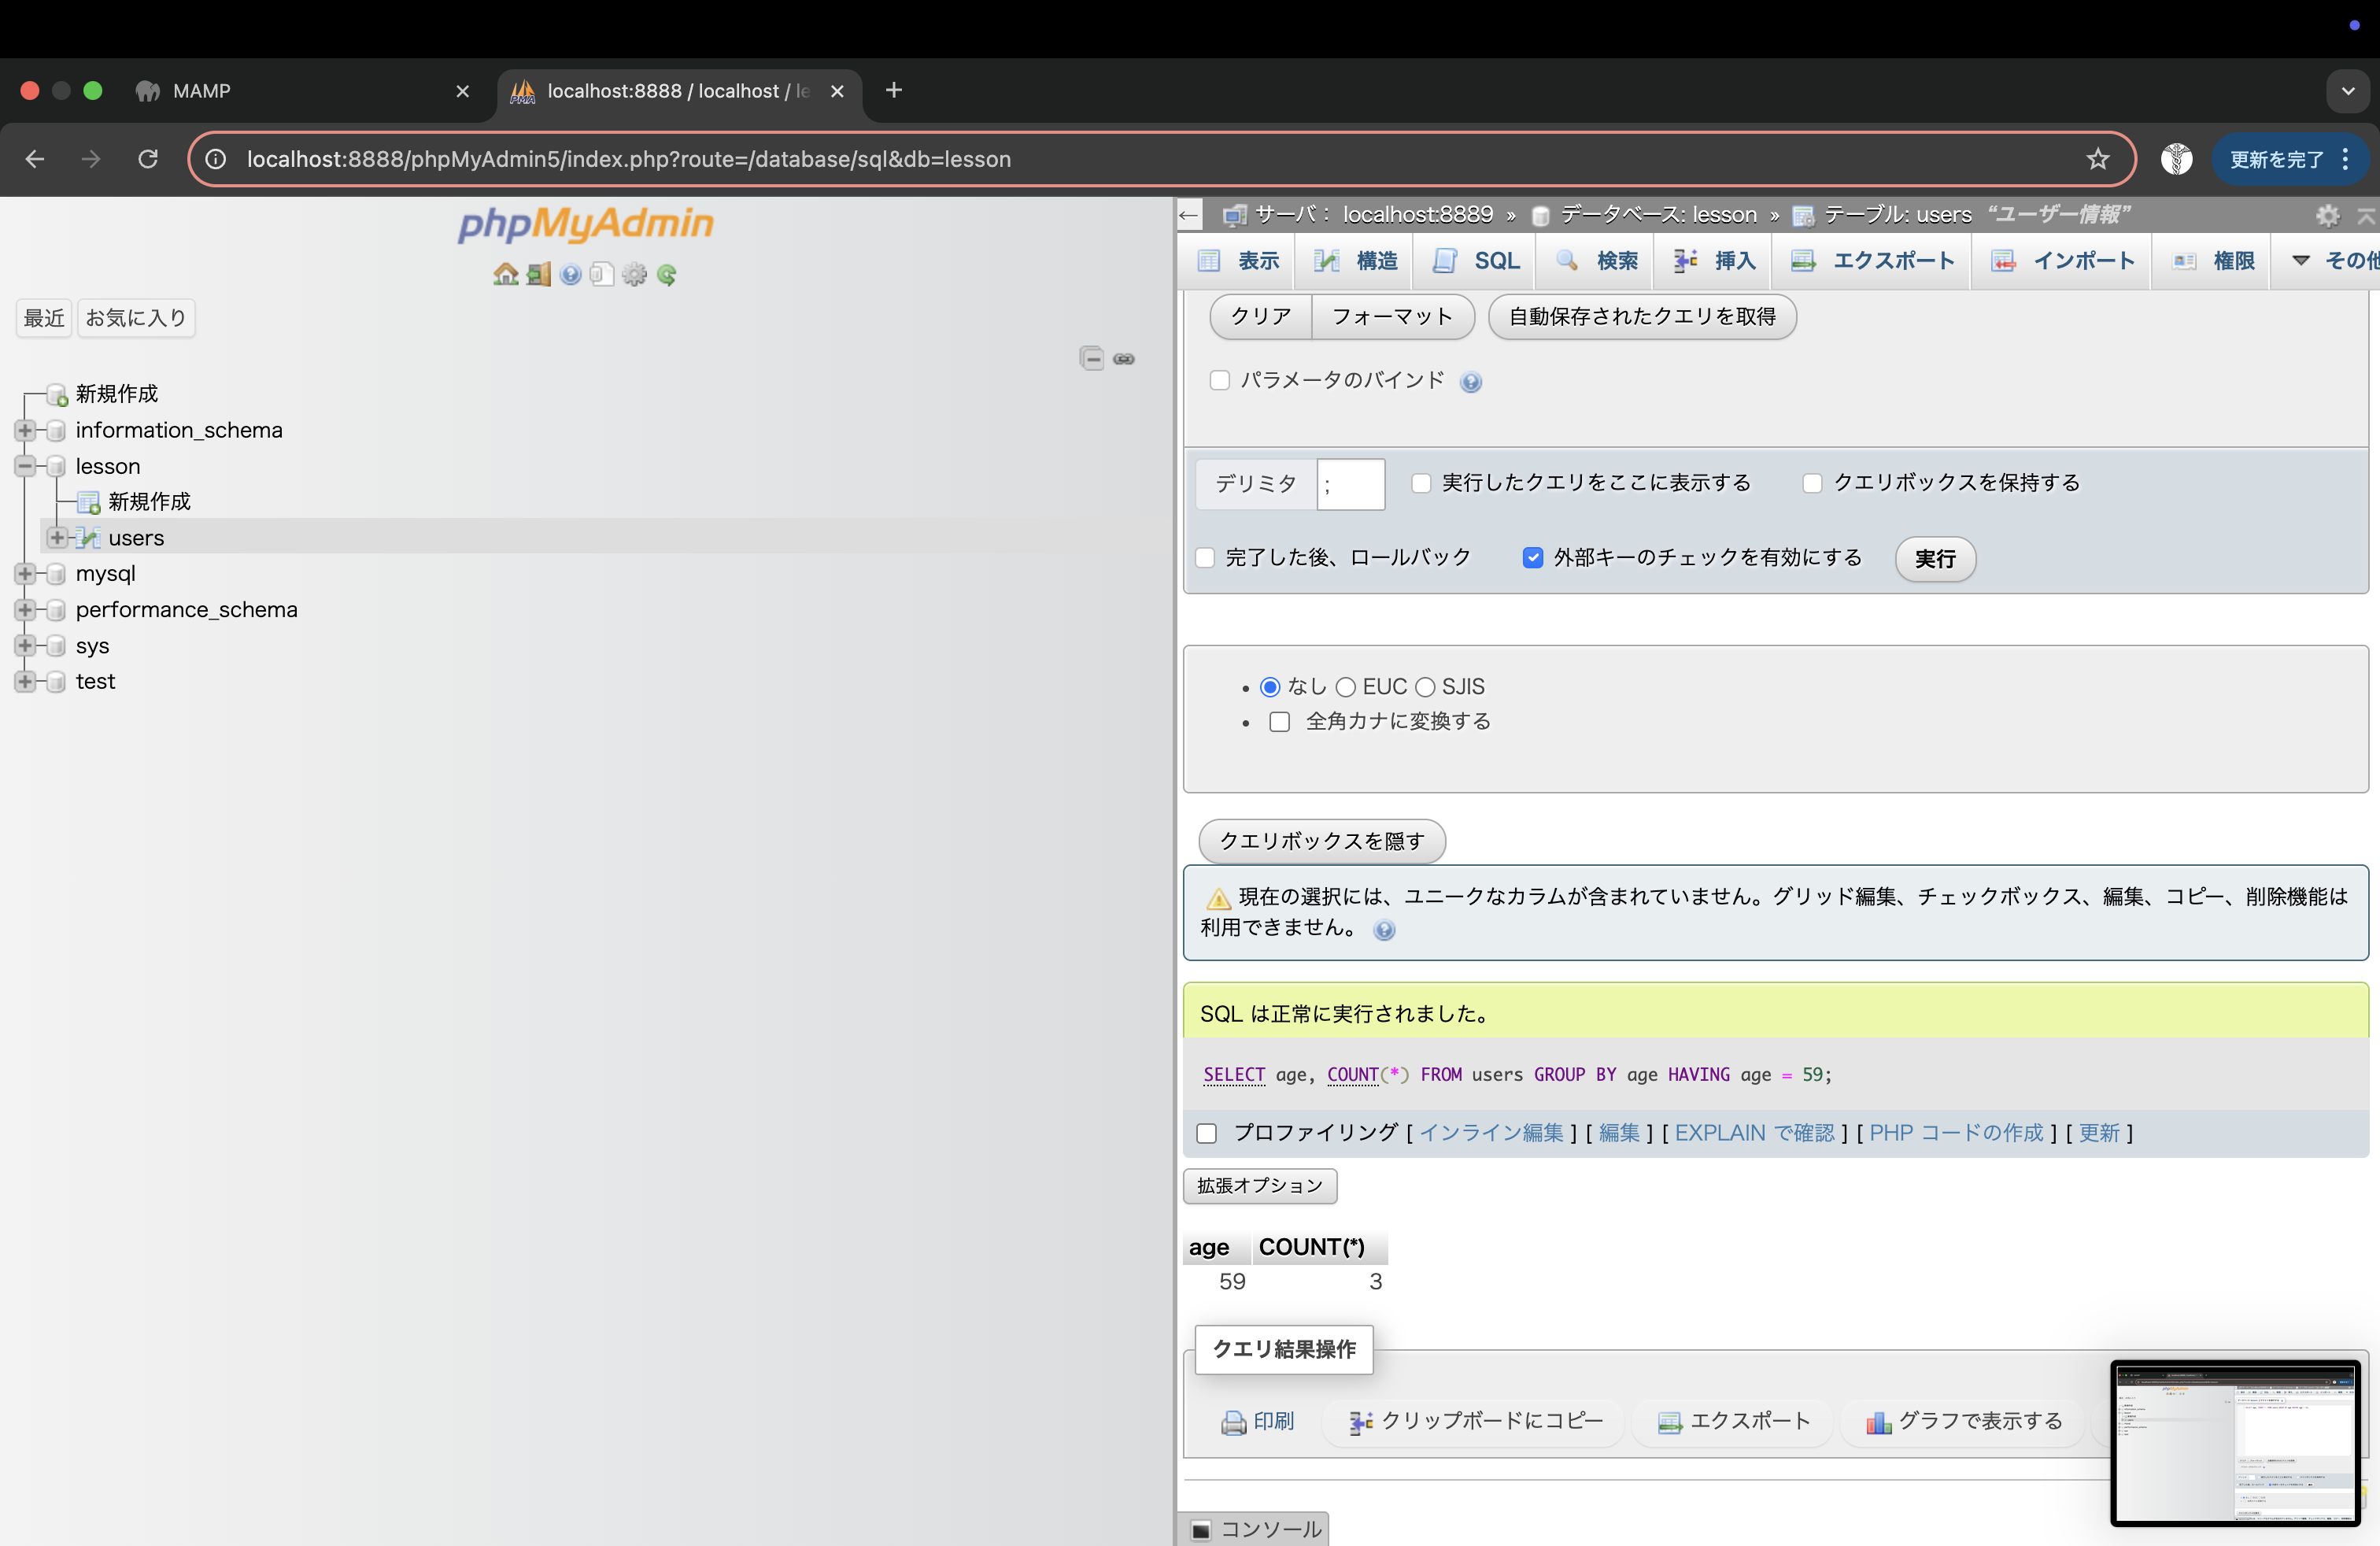 MAMP
localhost:8888 / localhost / le
localhost:8888/phpMyAdmin5/index.php?route=/database/sql&db=lesson
更新を完了
phpMyAdmin
最近 お気に入り
新規作成
information_schema
lesson
新規作成
users
mysql
performance_schema
sys
test
サーバ： localhost:8889 » データベース: lesson » テーブル: users “ユーザー情報”
表示 構造 SQL 検索 挿入 エクスポート インポート 権限 その他
クリア フォーマット 自動保存されたクエリを取得
パラメータのバインド
デリミタ ; 実行したクエリをここに表示する クエリボックスを保持する
完了した後、ロールバック 外部キーのチェックを有効にする 実行
なし EUC SJIS
全角カナに変換する
クエリボックスを隠す
現在の選択には、ユニークなカラムが含まれていません。グリッド編集、チェックボックス、編集、コピー、削除機能は
利用できません。
SQL は正常に実行されました。
SELECT age, COUNT(*) FROM users GROUP BY age HAVING age = 59;
プロファイリング [ インライン編集 ] [ 編集 ] [ EXPLAIN で確認 ] [ PHP コードの作成 ] [ 更新 ]
拡張オプション
age COUNT(*)
59 3
クエリ結果操作
印刷 クリップボードにコピー エクスポート グラフで表示する
コンソール